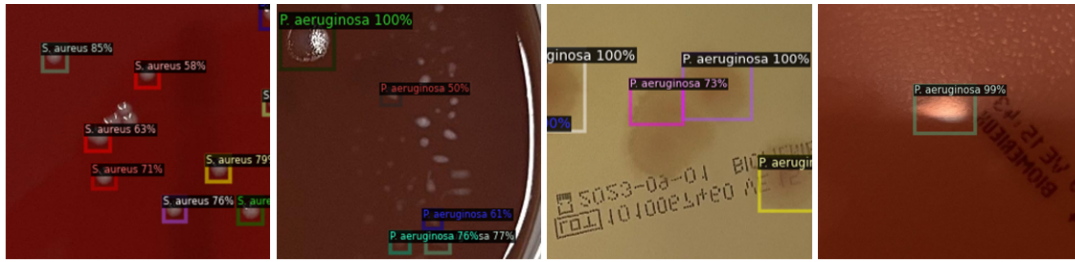 S. aureus 85%
S. aureus 58%
S. aureus 63%
S. aureus 71%
S. aureus 79%
S. aureus 76%
S. aure
P. aeruginosa 100%
P. aeruginosa 50%
P. aeruginosa 61%
P. aeruginosa 76%sa 77%
ginosa 100%
P. aeruginosa 100%
P. aeruginosa 73%
00%
P. aerugin
P. aeruginosa 99%